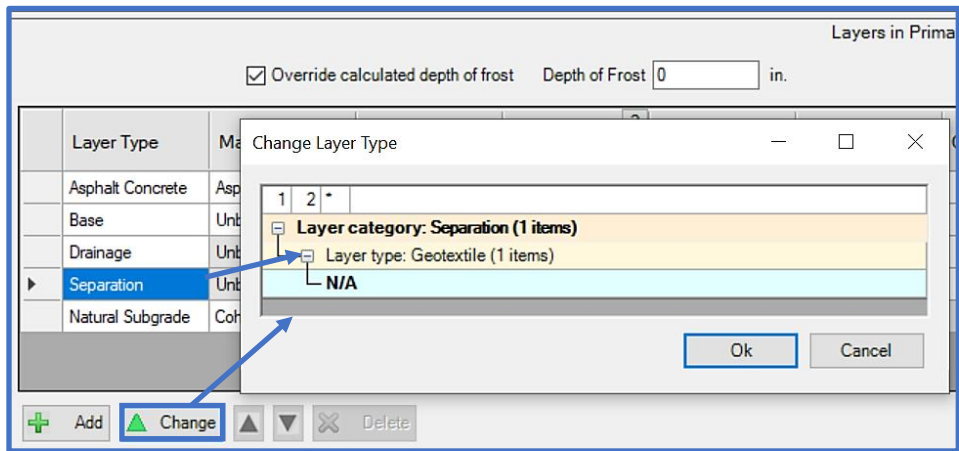 Layers in Prima
Override calculated depth of frost Depth of Frost 0 in.
Layer Type Ma
Change Layer Type
Asphalt Concrete Asp
Base Unb
Drainage Unb
Separation Unb
Natural Subgrade Coh
1 2 *
Layer category: Separation (1 items)
Layer type: Geotextile (1 items)
N/A
Ok Cancel
Add Change Delete